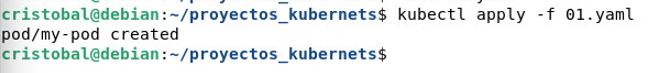 cristobal@debian:~/proyectos_kubernets$ kubectl apply -f 01.yaml
pod/my-pod created
cristobal@debian:~/proyectos_kubernets$